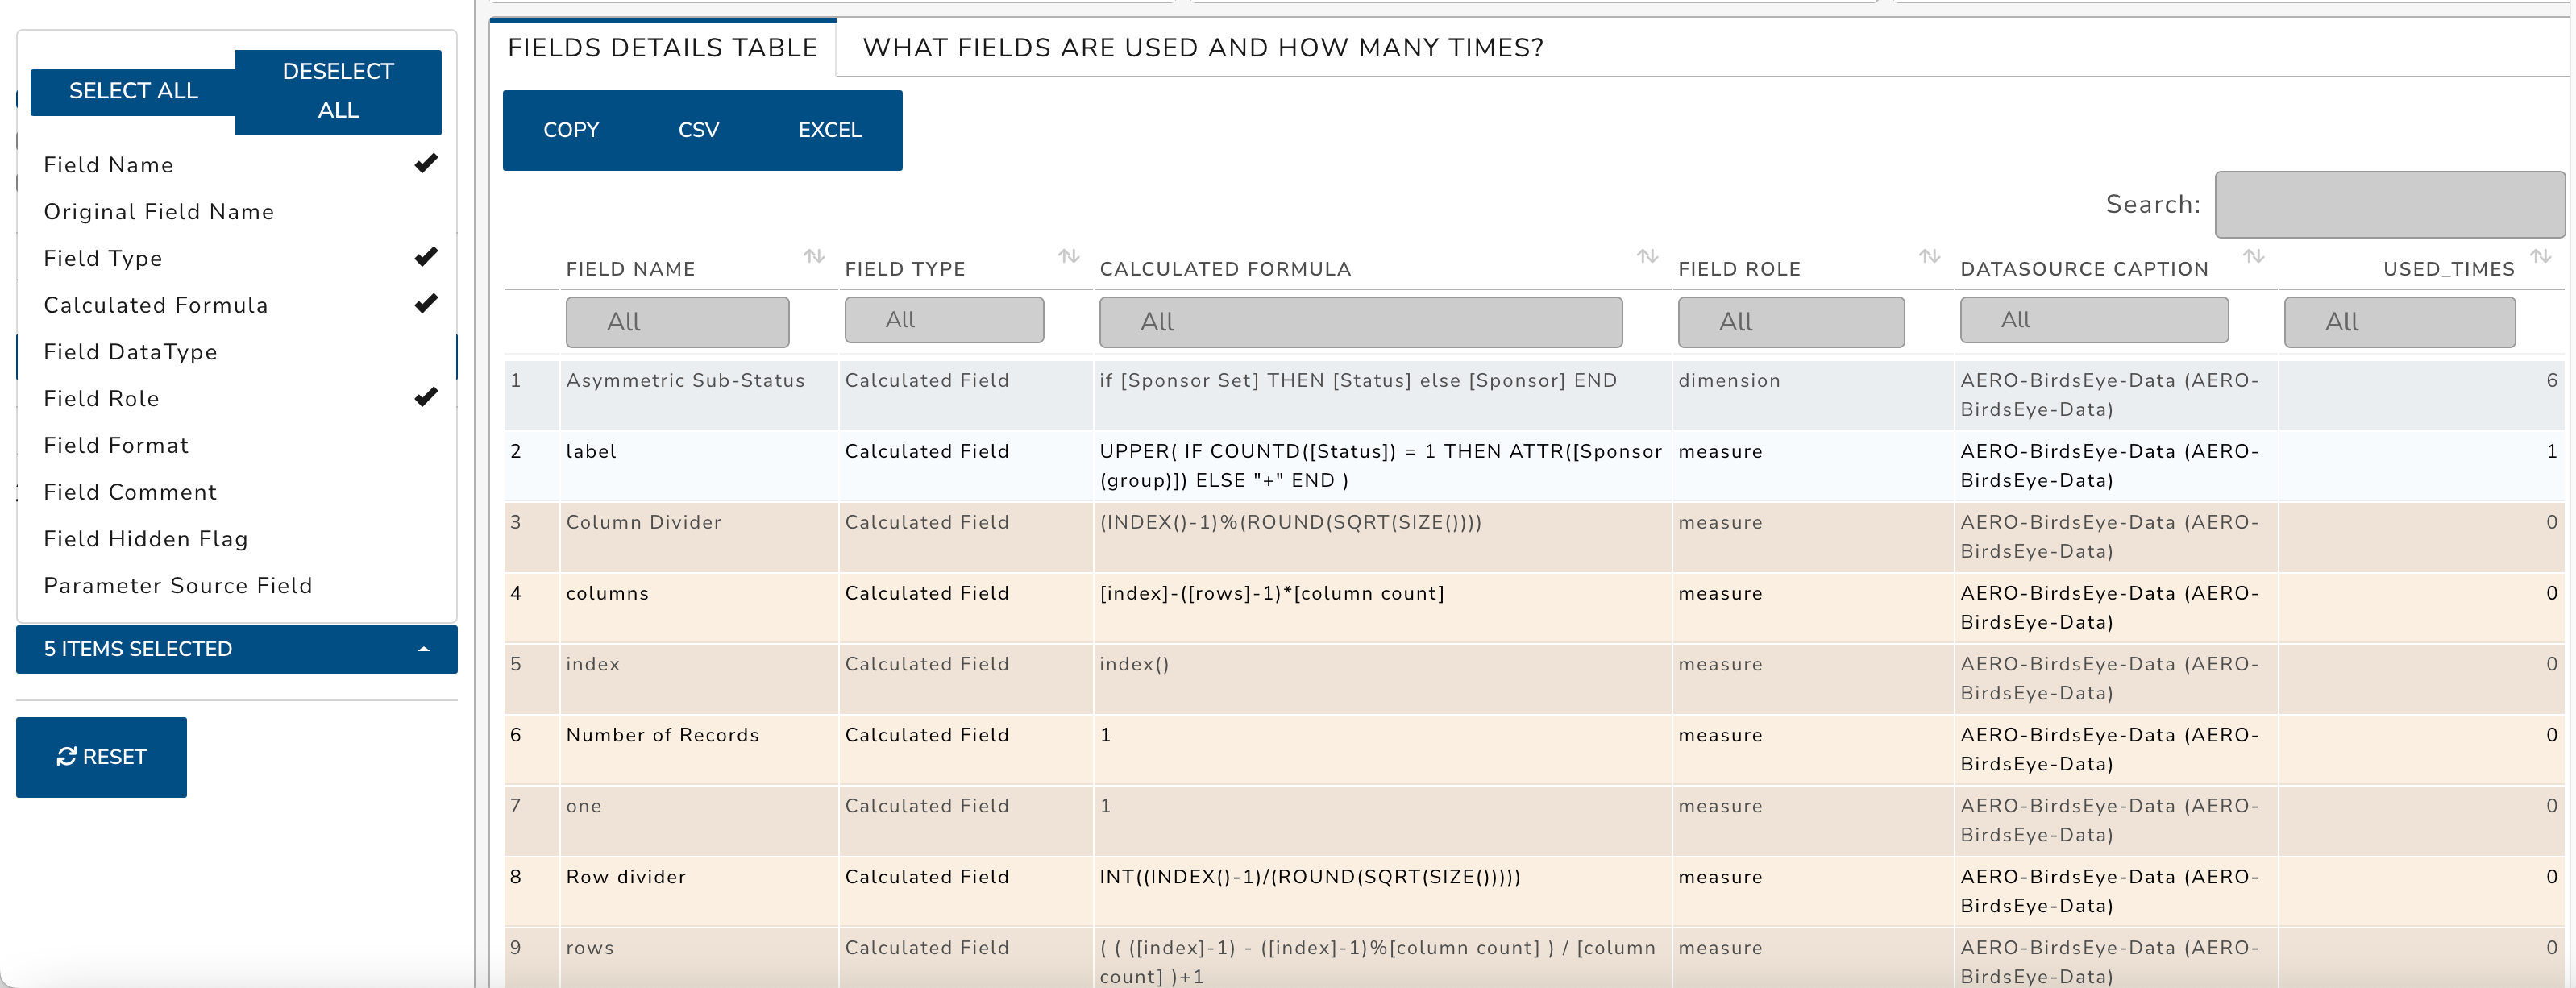 SELECT ALL
DESELECT
ALL
Field Name
Original Field Name
Field Type
Calculated Formula
Field DataType
Field Role
Field Format
Field Comment
Field Hidden Flag
Parameter Source Field
5 ITEMS SELECTED
RESET
FIELDS DETAILS TABLE WHAT FIELDS ARE USED AND HOW MANY TIMES?
COPY CSV EXCEL
Search:
FIELD NAME FIELD TYPE CALCULATED FORMULA FIELD ROLE DATASOURCE CAPTION USED_TIMES
All All All All All All
1 Asymmetric Sub-Status Calculated Field if [Sponsor Set] THEN [Status] else [Sponsor] END dimension AERO-BirdsEye-Data (AERO- 6
BirdsEye-Data)
2 label Calculated Field UPPER( IF COUNTD([Status]) = 1 THEN ATTR([Sponsor measure AERO-BirdsEye-Data (AERO- 1
(group)]) ELSE "+" END ) BirdsEye-Data)
3 Column Divider Calculated Field (INDEX()-1)%(ROUND(SQRT(SIZE()))) measure AERO-BirdsEye-Data (AERO- 0
BirdsEye-Data)
4 columns Calculated Field [index]-([rows]-1)*[column count] measure AERO-BirdsEye-Data (AERO- 0
BirdsEye-Data)
5 index Calculated Field index() measure AERO-BirdsEye-Data (AERO- 0
BirdsEye-Data)
6 Number of Records Calculated Field 1 measure AERO-BirdsEye-Data (AERO- 0
BirdsEye-Data)
7 one Calculated Field 1 measure AERO-BirdsEye-Data (AERO- 0
BirdsEye-Data)
8 Row divider Calculated Field INT((INDEX()-1)/(ROUND(SQRT(SIZE())))) measure AERO-BirdsEye-Data (AERO- 0
BirdsEye-Data)
9 rows Calculated Field ( ( ([index]-1) - ([index]-1)%[column count] ) / [column measure AERO-BirdsEye-Data (AERO- 0
count] )+1 BirdsEye-Data)